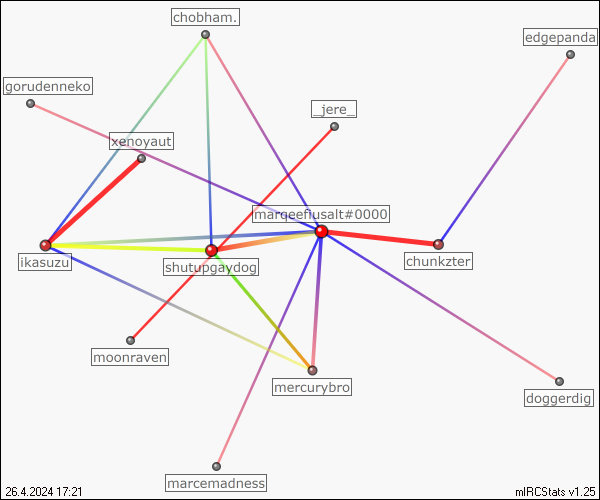 chobham.
edgepanda
gorudenneko
_jere_
xenoyaut
marqeefiusalt#0000
ikasuzu
shutupgaydog
chunkzter
moonraven
mercurybro
doggerdig
marcemadness
26.4.2024 17:21
mIRCStats v1.25